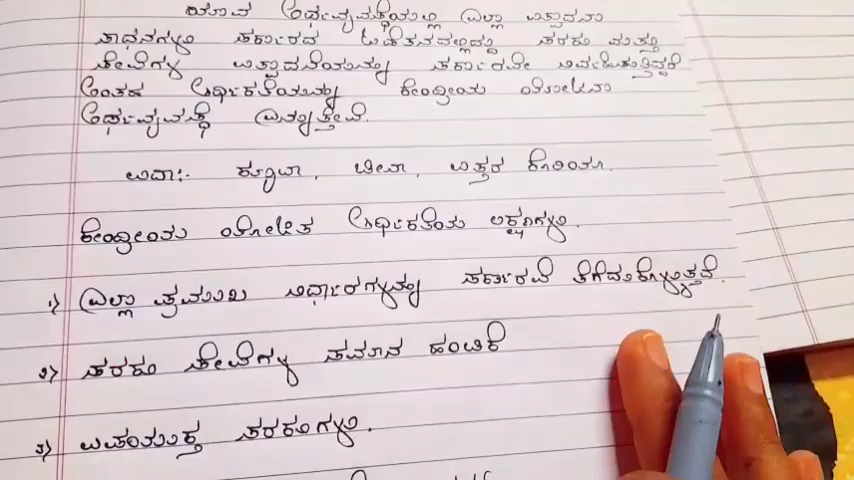 ಯಾವ ಅರ್ಥವ್ಯವಸ್ಥೆಯಲ್ಲಿ ಎಲ್ಲಾ ಉತ್ಪಾದನಾ
ಸಾಧನಗಳು ಸರ್ಕಾರದ ಒಡೆತನದಲ್ಲಿದ್ದು ಸರಕು ಮತ್ತು
ಸೇವೆಗಳ ಉತ್ಪಾದನೆಯನ್ನು ಸರ್ಕಾರವೇ ನಿರ್ವಹಿಸುತ್ತಿದ್ದರೆ
ಅಂತಹ ಆರ್ಥಿಕತೆಯನ್ನು ಕೇಂದ್ರೀಯ ಯೋಜನಾ
ಅರ್ಥವ್ಯವಸ್ಥೆ ಎನ್ನುತ್ತೇವೆ.
ಉದಾ:- ಕ್ಯೂಬಾ, ಚೀನಾ, ಉತ್ತರ ಕೊರಿಯಾ.
ಕೇಂದ್ರೀಯ ಯೋಜಿತ ಆರ್ಥಿಕತೆಯ ಲಕ್ಷಣಗಳು.
1) ಎಲ್ಲಾ ಪ್ರಮುಖ ನಿರ್ಧಾರಗಳನ್ನು ಸರ್ಕಾರವೆ ತೆಗೆದುಕೊಳ್ಳುತ್ತವೆ.
2) ಸರಕು ಸೇವೆಗಳ ಸಮಾನ ಹಂಚಿಕೆ
3) ಉಪಯುಕ್ತ ಸರಕುಗಳು.